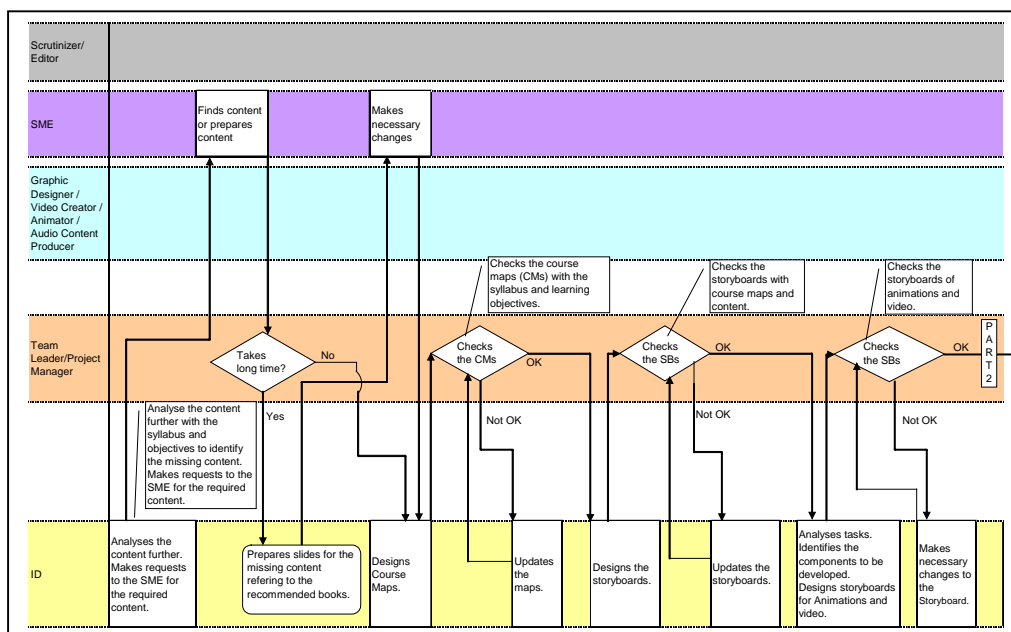 Scrutinizer/
Editor
SME
Finds content
or prepares
content
Makes
necessary
changes
Graphic
Designer /
Video Creator /
Animator /
Audio Content
Producer
Checks the course
maps (CMs) with the
syllabus and learning
objectives.
Checks the
storyboards with
course maps and
content.
Checks the
storyboards of
animations and
video.
Team
Leader/Project
Manager
Takes
long time?
No
Yes
Checks
the CMs
OK
Not OK
Checks
the SBs
OK
Not OK
Checks
the SBs
OK
Not OK
P
A
R
T
2
Analyse the content
further with the
syllabus and
objectives to identify
the missing content.
Makes requests to the
SME for the required
content.
ID
Analyses the
content further.
Makes requests
to the SME for
the required
content.
Prepares slides for the
missing content
refering to the
recommended books.
Designs
Course
Maps.
Updates
the
maps.
Designs the
storyboards.
Updates the
storyboards.
Analyses tasks.
Identifies the
components to be
developed.
Designs storyboards
for Animations and
video.
Makes
necessary
changes to
the
Storyboard.